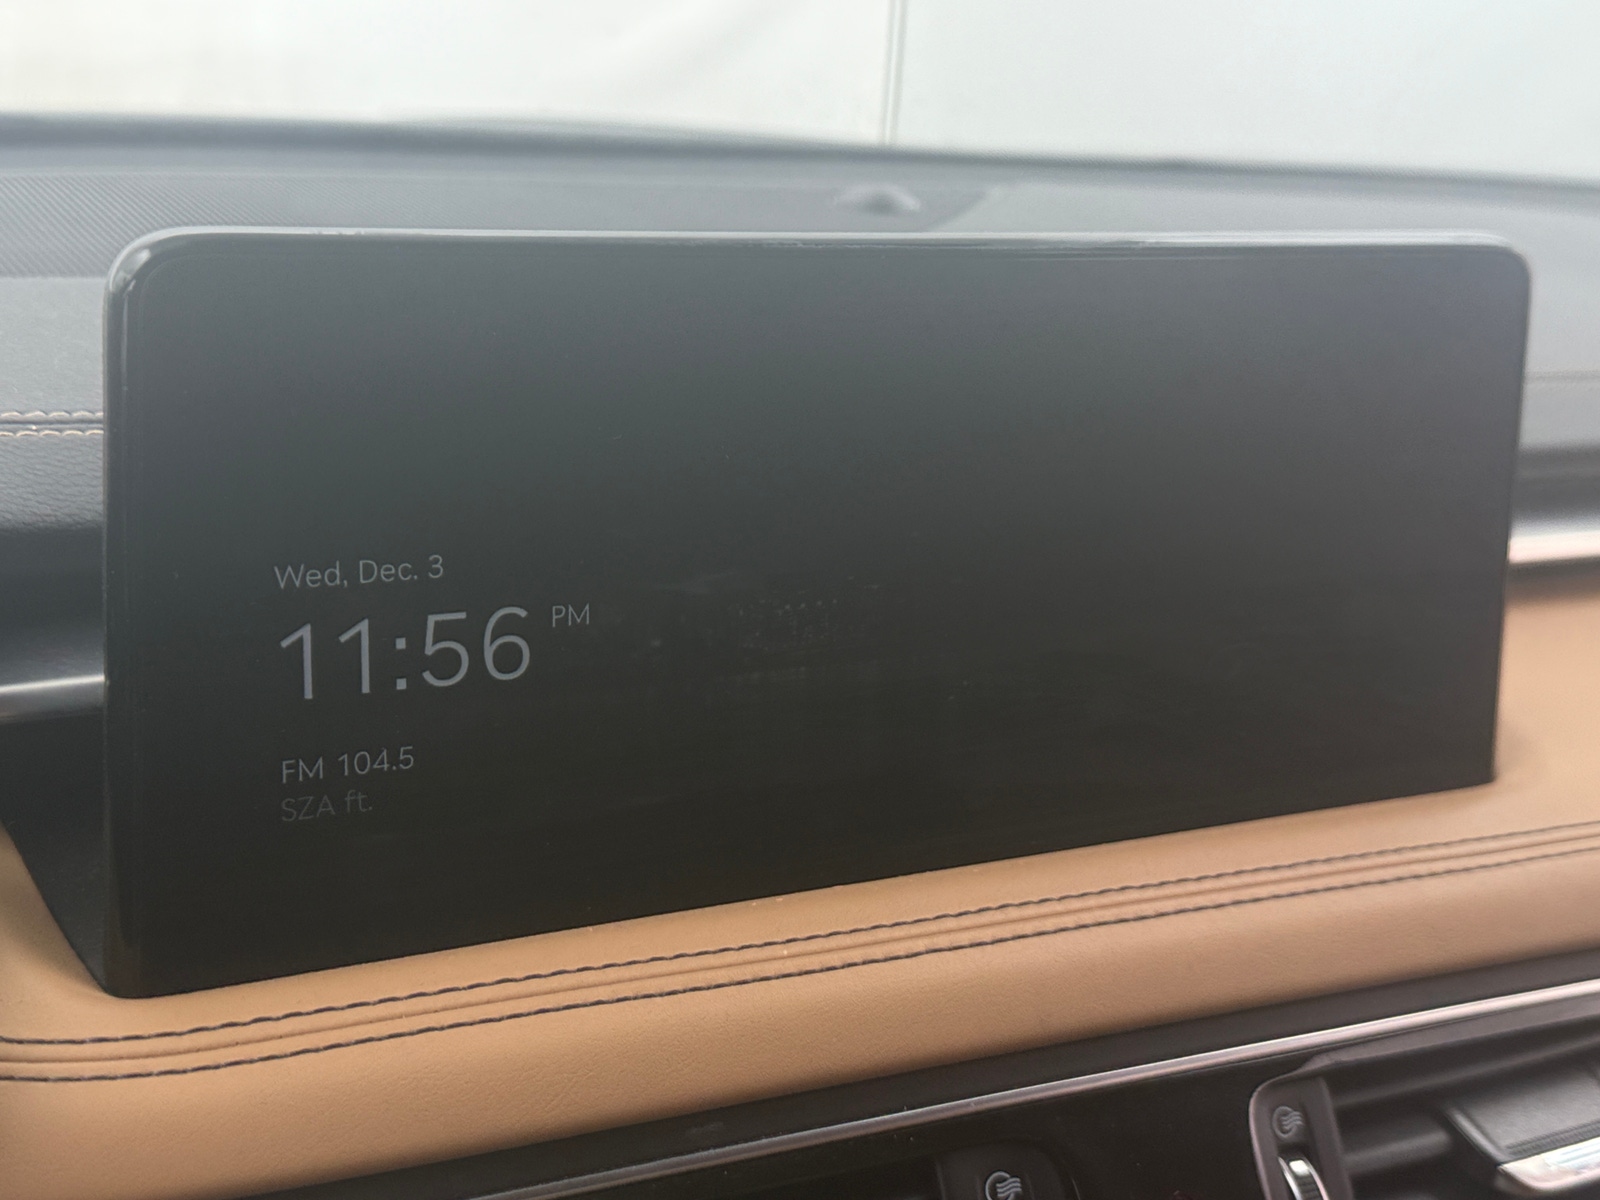 Wed, Dec. 3
11:56 PM
FM 104.5
SZA ft.